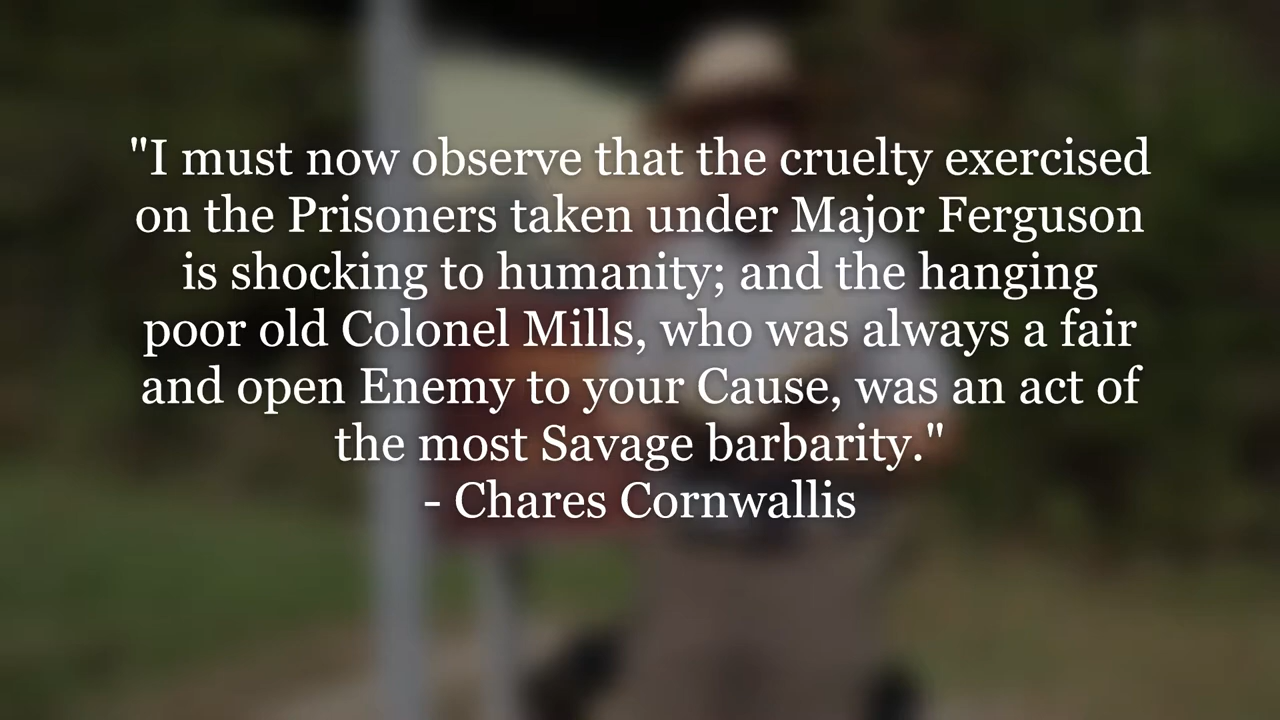 "I must now observe that the cruelty exercised
on the Prisoners taken under Major Ferguson
is shocking to humanity; and the hanging
poor old Colonel Mills, who was always a fair
and open Enemy to your Cause, was an act of
the most Savage barbarity."
- Chares Cornwallis